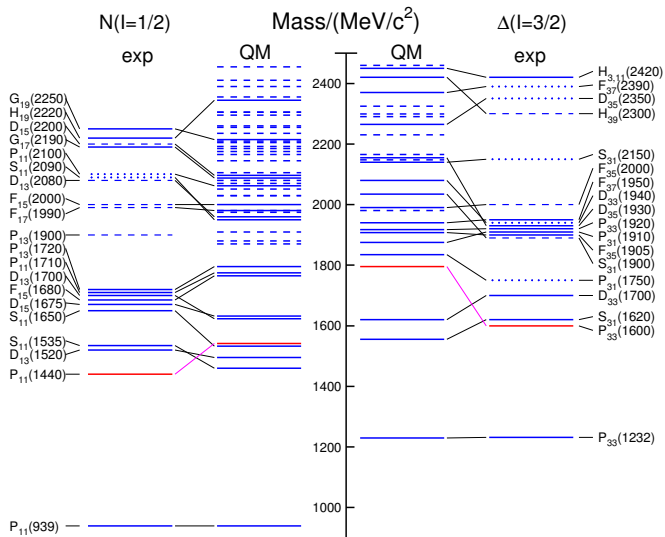 N(I=1/2) Mass/(MeV/c²) Δ(I=3/2)
exp QM QM exp
G₁₉(2250)
H₁₉(2220)
D₁₅(2200)
G₁₇(2190)
P₁₁(2100)
S₁₁(2090)
D₁₃(2080)
F₁₅(2000)
F₁₇(1990)
P₁₃(1900)
P₁₃(1720)
P₁₁(1710)
D₁₃(1700)
F₁₅(1680)
D₁₅(1675)
S₁₁(1650)
S₁₁(1535)
D₁₃(1520)
P₁₁(1440)
P₁₁(939)
2400
2200
2000
1800
1600
1400
1200
1000
H₃,₁₁(2420)
F₃₇(2390)
D₃₅(2350)
H₃₉(2300)
S₃₁(2150)
F₃₅(2000)
F₃₇(1950)
D₃₃(1940)
D₃₅(1930)
P₃₃(1920)
P₃₁(1910)
F₃₅(1905)
S₃₁(1900)
P₃₁(1750)
D₃₃(1700)
S₃₁(1620)
P₃₃(1600)
P₃₃(1232)